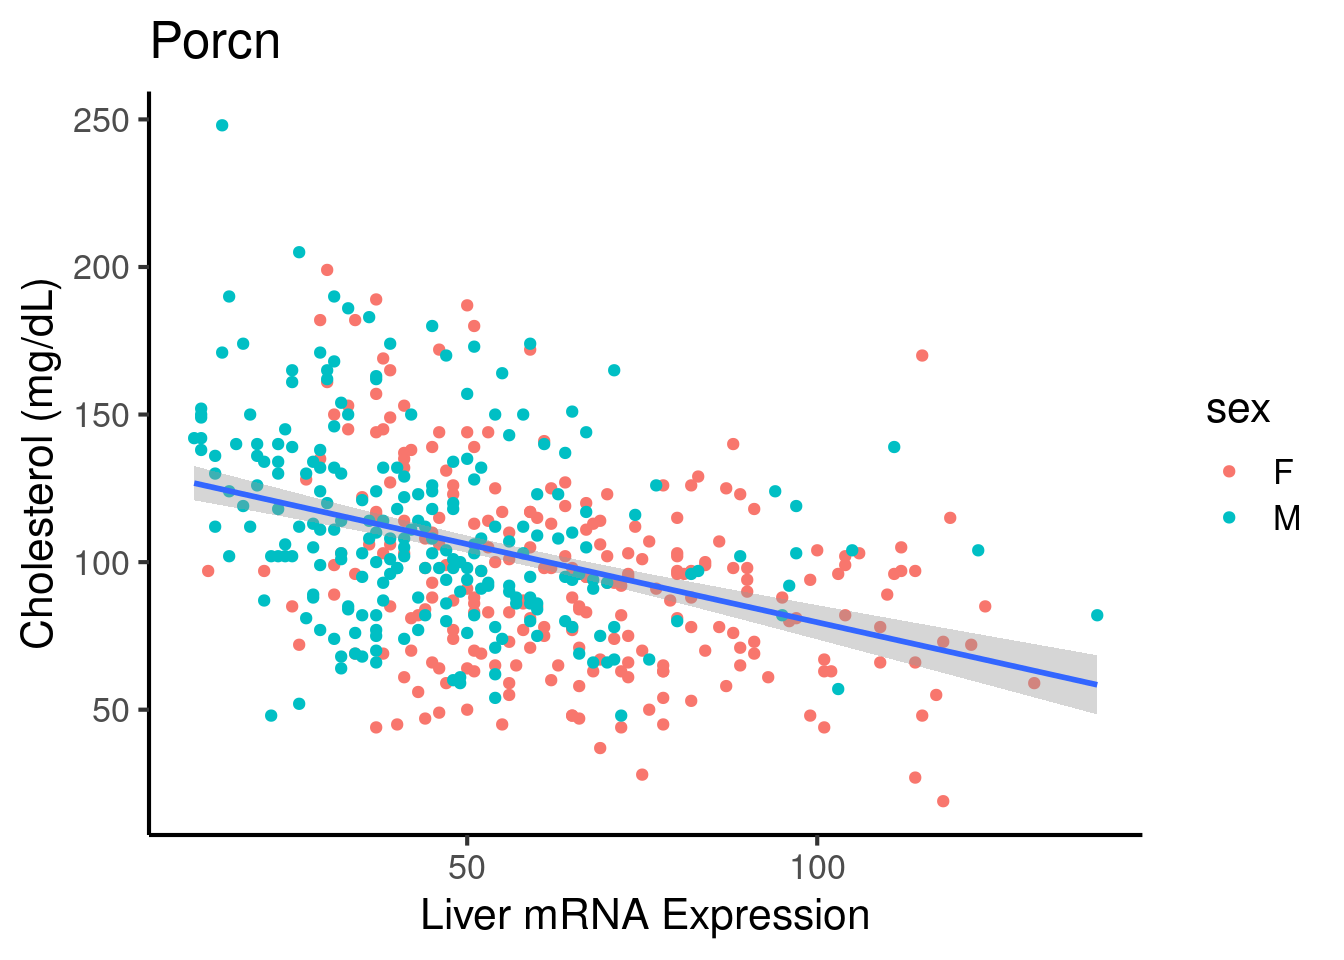 Porcn
250
200
150
100
50
Cholesterol (mg/dL)
50 100
Liver mRNA Expression
sex
F
M